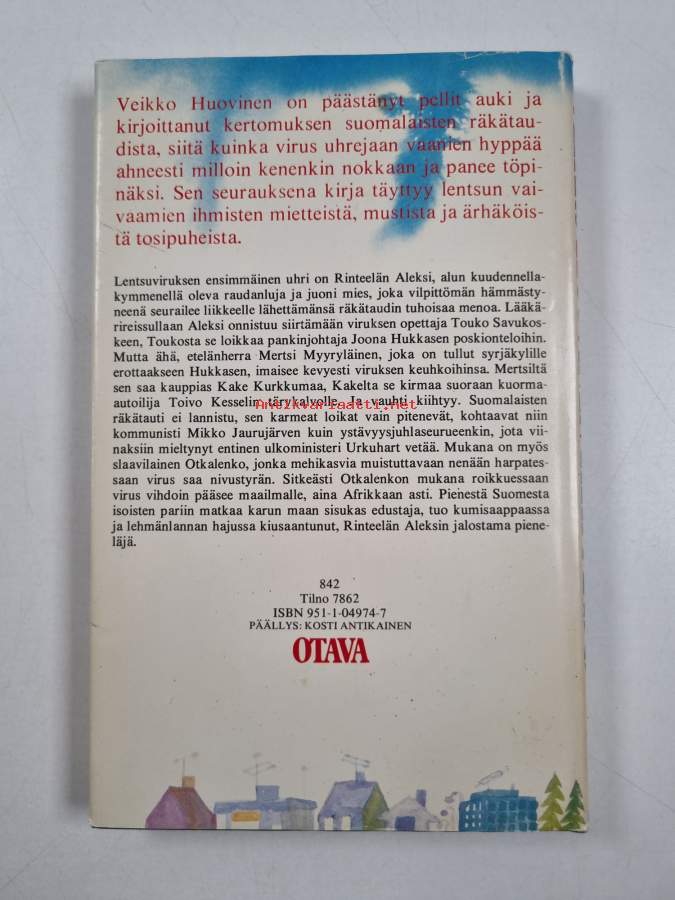 Veikko Huovinen on päästänyt pellit auki ja
kirjoittanut kertomuksen suomalaisten räkätau-
dista, siitä kuinka virus uhrejaan vaanien hyppää
ahneesti milloin kenenkin nokkaan ja panee töpi-
näksi. Sen seurauksena kirja täyttyy lentsun vai-
vaamien ihmisten mietteistä, mustista ja ärhäköis-
tä tosipuheista.
Lentsuviruksen ensimmäinen uhri on Rinteelän Aleksi, alun kuudennella-
kymmenellä oleva raudanluja ja juoni mies, joka vilpittömän hämmästy-
neenä seurailee liikkeelle lähettämänsä räkätaudin tuhoisaa menoa. Lääkä-
rireissullaan Aleksi onnistuu siirtämään viruksen opettaja Touko Savukos-
keen, Toukosta se loikkaa pankinjohtaja Joona Hukkasen poskionteloihin.
Mutta ähä, etelänherra Mertsi Myyryläinen, joka on tullut syrjäkylille
erottaakseen Hukkasen, imaisee kevyesti viruksen keuhkoihinsa. Mertsiltä
sen saa kauppias Kake Kurkkumaa, Kakelta se kirmaa suoraan kuorma-
autoilija Toivo Kesselin tärykalvolle. Ja vauhti kiihtyy. Suomalaisten
Antikvariaatti.net
räkätauti ei lannistu, sen karmeat loikat vain pitenevät, kohtaavat niin
kommunisti Mikko Jaurujärven kuin ystävyysjuhlaseurueenkin, jota vii-
naksiin mieltynyt entinen ulkoministeri Urkuhart vetää. Mukana on myös
slaavilainen Otkalenko, jonka mehikasvia muistuttavaan nenään harpates-
saan virus saa nivustyrän. Sitkeästi Otkalenkon mukana roikkuessaan
virus vihdoin pääsee maailmalle, aina Afrikkaan asti. Pienestä Suomesta
isoisten pariin matkaa karun maan sisukas edustaja, tuo kumisaappaassa
ja lehmänlannan hajussa kiusaantunut, Rinteelän Aleksin jalostama piene-
läjä.
842
Tilno 7862
ISBN 951-1-04974-7
PÄÄLLYS: KOSTI ANTIKAINEN
OTAVA